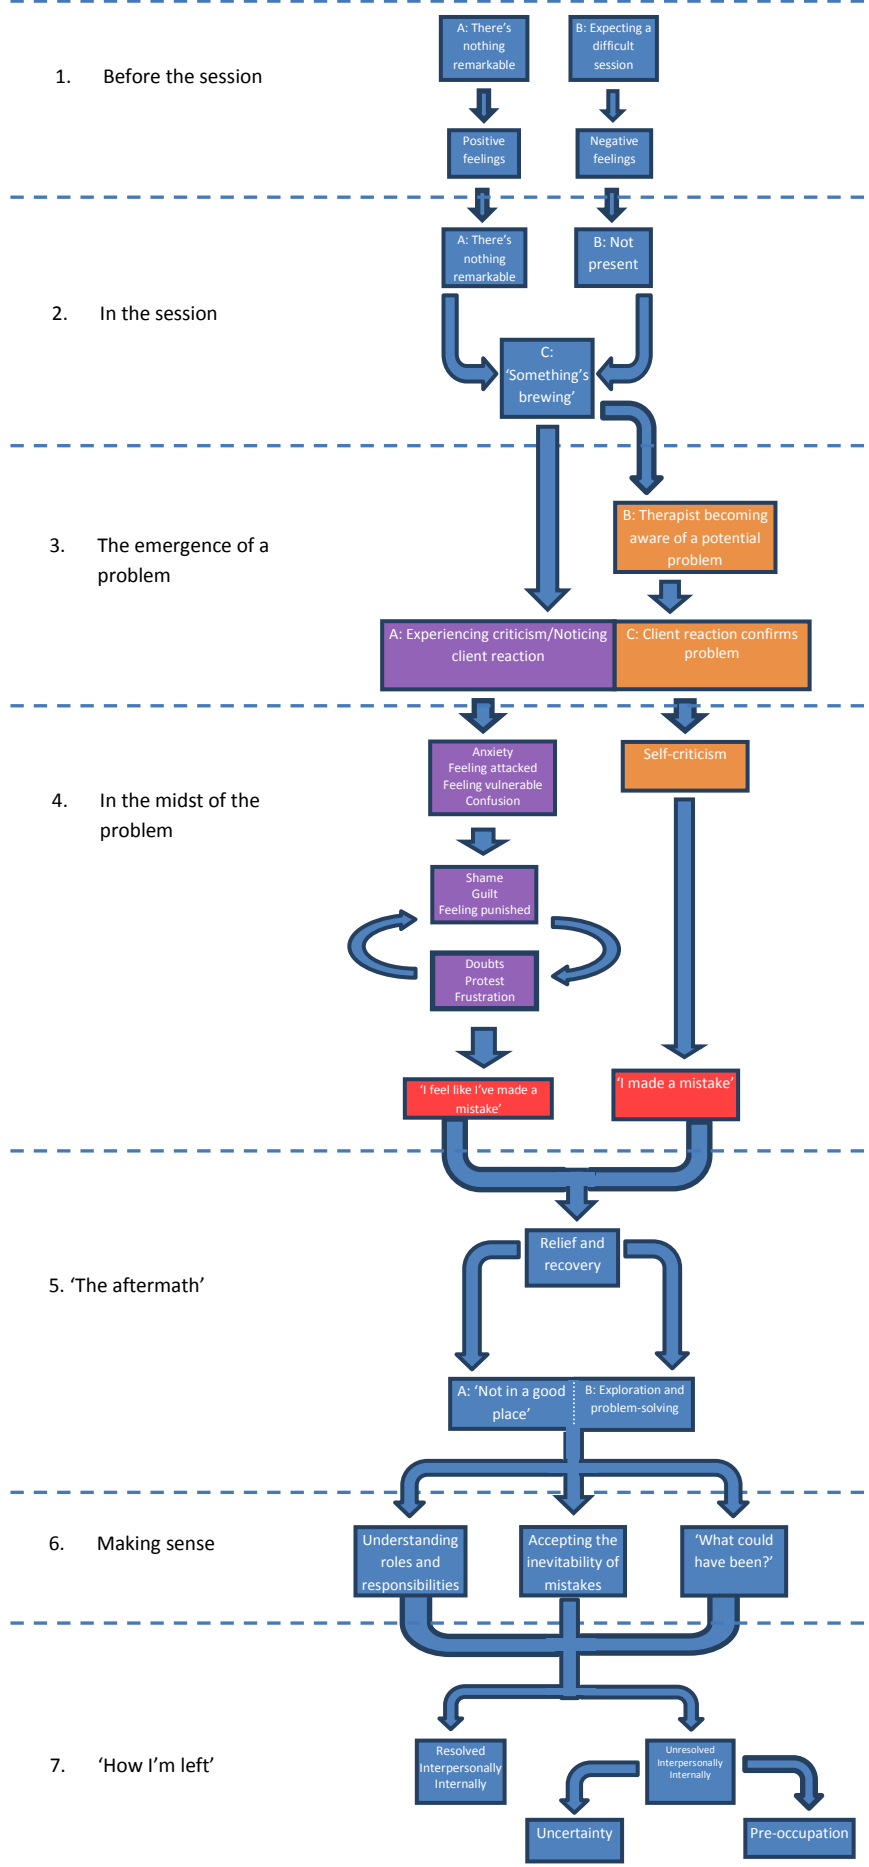 1. Before the session
A: There's
nothing
remarkable
B: Expecting a
difficult
session
Positive
feelings
Negative
feelings
2. In the session
A: There's
nothing
remarkable
B: Not
present
C:
‘Something's
brewing’
3. The emergence of a
problem
B: Therapist becoming
aware of a potential
problem
A: Experiencing criticism/Noticing
client reaction
C: Client reaction confirms
problem
4. In the midst of the
problem
Anxiety
Feeling attacked
Feeling vulnerable
Confusion
Self-criticism
Shame
Guilt
Feeling punished
Doubts
Protest
Frustration
‘I feel like I've made a
mistake’
‘I made a mistake’
5. ‘The aftermath’
Relief and
recovery
A: ‘Not in a good
place’
B: Exploration and
problem-solving
6. Making sense
Understanding
roles and
responsibilities
Accepting the
inevitability of
mistakes
‘What could
have been?’
7. ‘How I'm left’
Resolved
Interpersonally
Internally
Unresolved
Interpersonally
Internally
Uncertainty
Pre-occupation